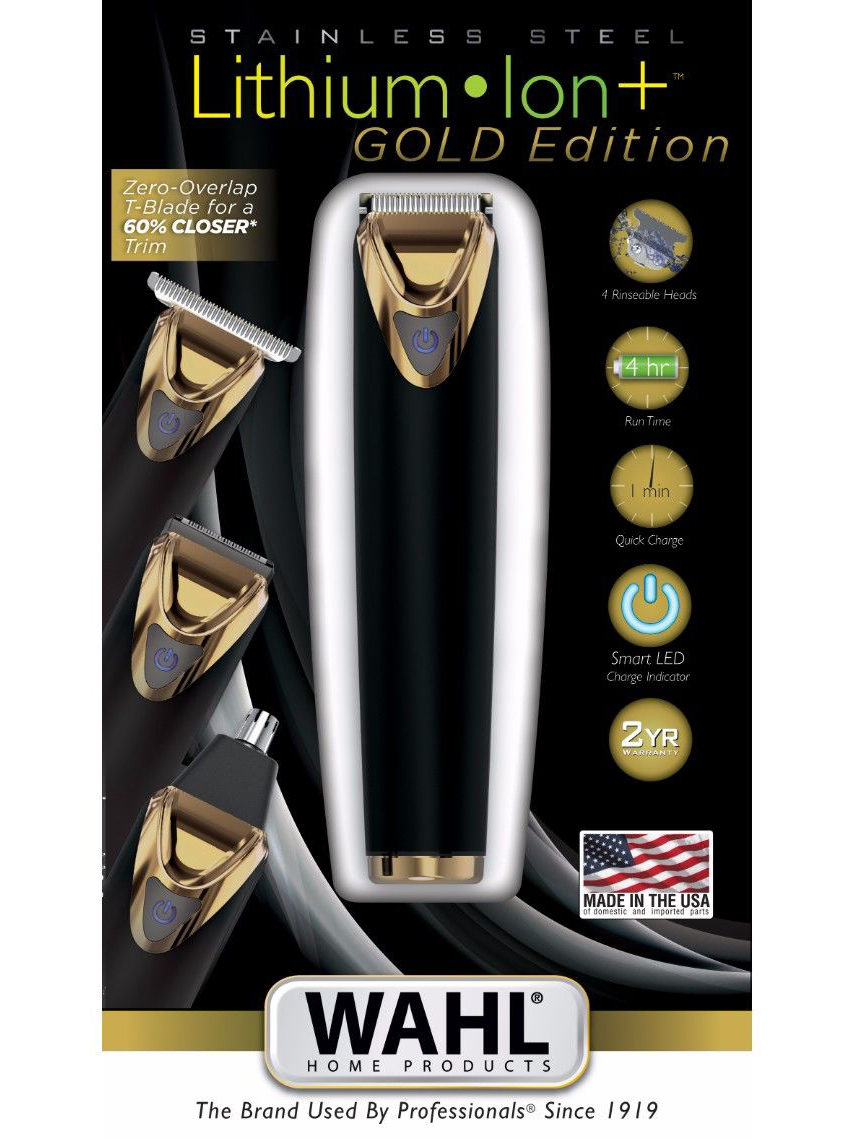 STAINLESS STEEL
Lithium•Ion+™
GOLD Edition
Zero-Overlap
T-Blade for a
60% CLOSER*
Trim
4 Rinseable Heads
4 hr
Run Time
1 min
Quick Charge
Smart LED
Charge Indicator
2YR
WARRANTY
MADE IN THE USA
of domestic and imported parts
WAHL®
HOME PRODUCTS
The Brand Used By Professionals® Since 1919